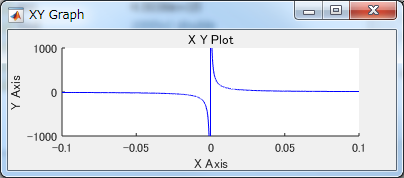 XY Graph
X Y Plot
Y Axis
1000
0
-1000
-0.1 -0.05 0 0.05 0.1
X Axis